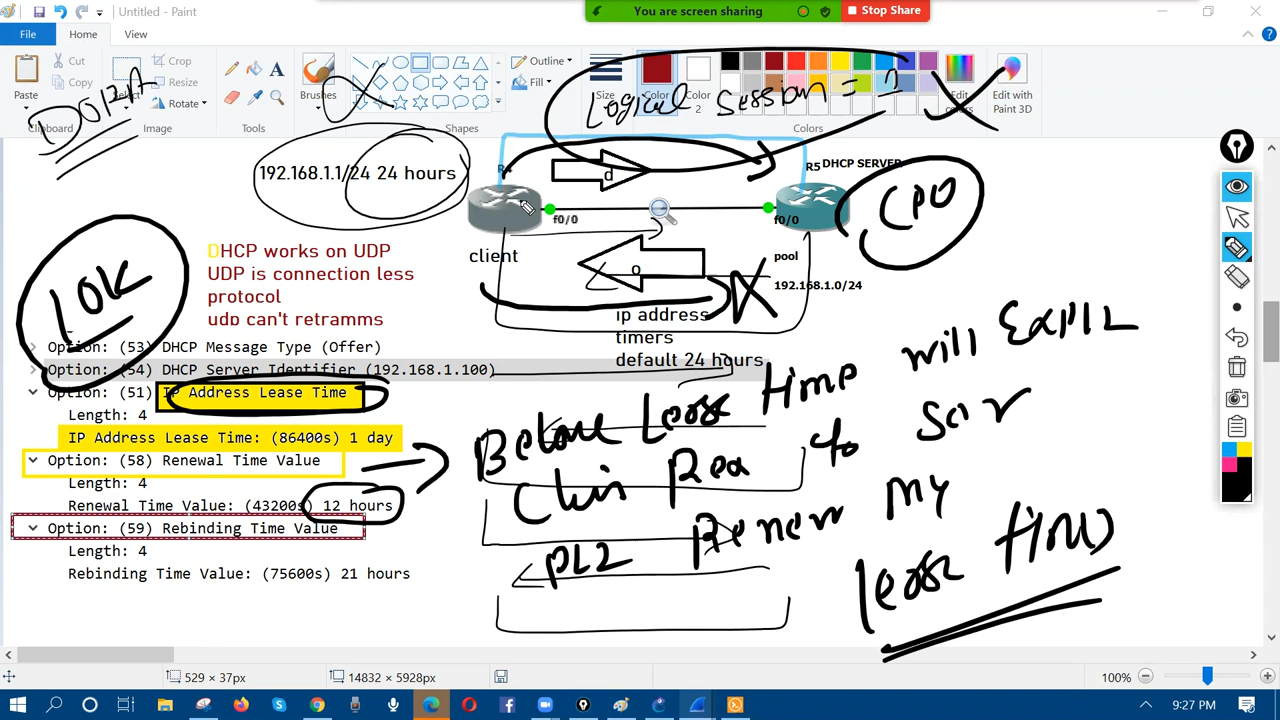 Untitled - Paint
You are screen sharing
Stop Share
File
Home
View
Paste
Cut
Copy
Clipboard
Crop
Resize
Rotate
Image
Tools
Brushes
Shapes
Outline
Fill
Size
Color 1
Color 2
Edit colors
Colors
Edit with Paint 3D
DORA
Logical Session = ?
192.168.1.1/24 24 hours
d
R5 DHCP SERVER
CPU
f0/0
f0/0
client
o
pool
192.168.1.0/24
ip address
timers
default 24 hours
DHCP works on UDP
UDP is connection less
protocol
udp can't retramms
10K
Option: (53) DHCP Message Type (Offer)
Option: (54) DHCP Server Identifier (192.168.1.100)
Option: (51) IP Address Lease Time
Length: 4
IP Address Lease Time: (86400s) 1 day
Option: (58) Renewal Time Value
Length: 4
Renewal Time Value: (43200s) 12 hours
Option: (59) Rebinding Time Value
Length: 4
Rebinding Time Value: (75600s) 21 hours
Before Lease time will
to
PLZ Renew my
lease
529 × 37px
14832 × 5928px
100%
9:27 PM